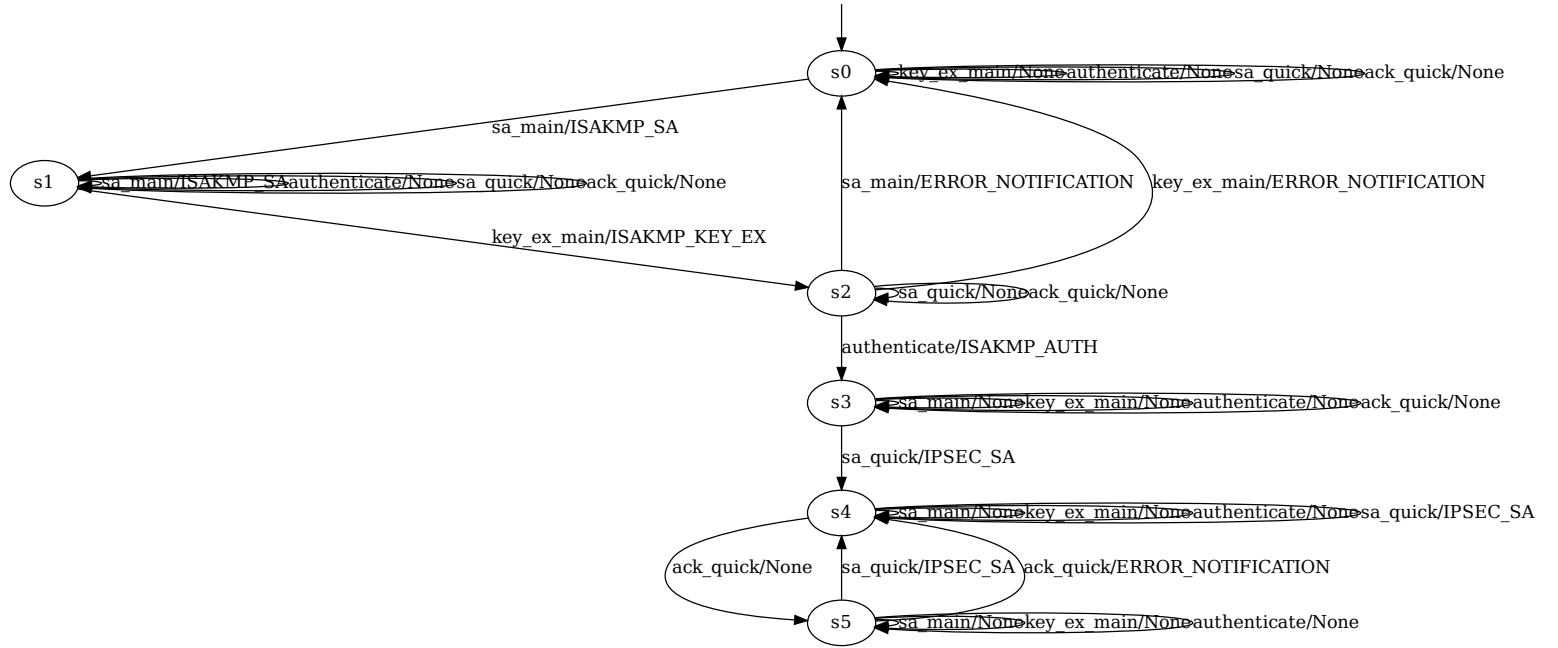 s0
key_ex_main/None
authenticate/None
sa_quick/None
ack_quick/None
sa_main/ISAKMP_SA
s1
sa_main/ISAKMP_SA
authenticate/None
sa_quick/None
ack_quick/None
sa_main/ERROR_NOTIFICATION
key_ex_main/ERROR_NOTIFICATION
key_ex_main/ISAKMP_KEY_EX
s2
sa_quick/None
ack_quick/None
authenticate/ISAKMP_AUTH
s3
sa_main/None
key_ex_main/None
authenticate/None
ack_quick/None
sa_quick/IPSEC_SA
s4
sa_main/None
key_ex_main/None
authenticate/None
sa_quick/IPSEC_SA
ack_quick/None
sa_quick/IPSEC_SA
ack_quick/ERROR_NOTIFICATION
s5
sa_main/None
key_ex_main/None
authenticate/None